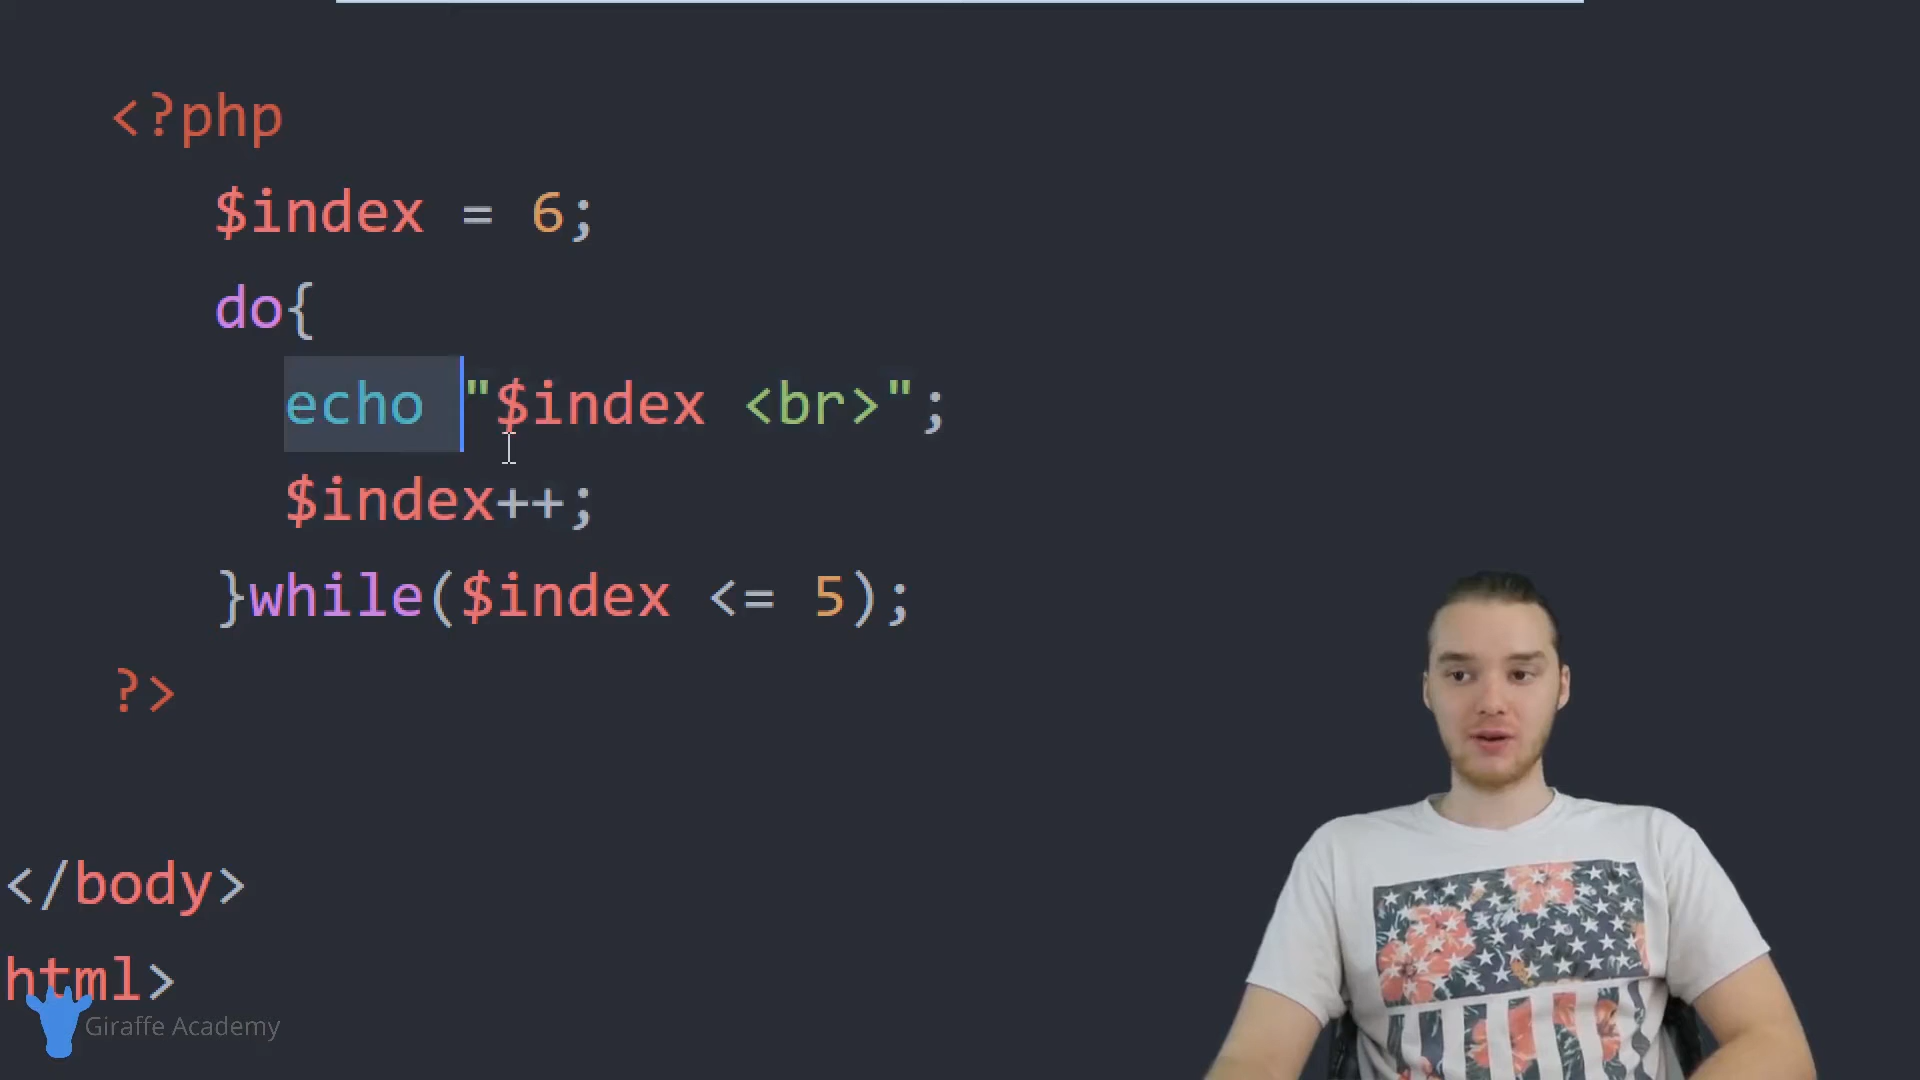 <?php
$index = 6;
do{
echo "$index <br>";
$index++;
}while($index <= 5);
?>
</body>
html>
Giraffe Academy